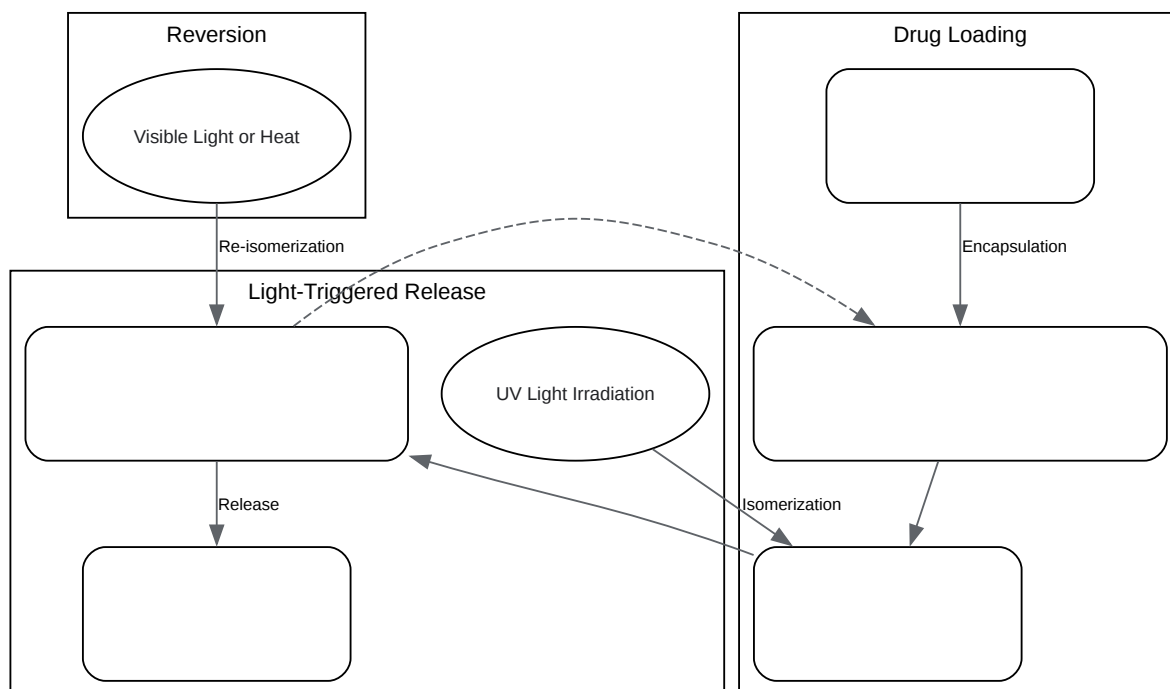 Reversion
Visible Light or Heat
Re-isomerization
Drug Loading
Encapsulation
Light-Triggered Release
UV Light Irradiation
Release
Isomerization